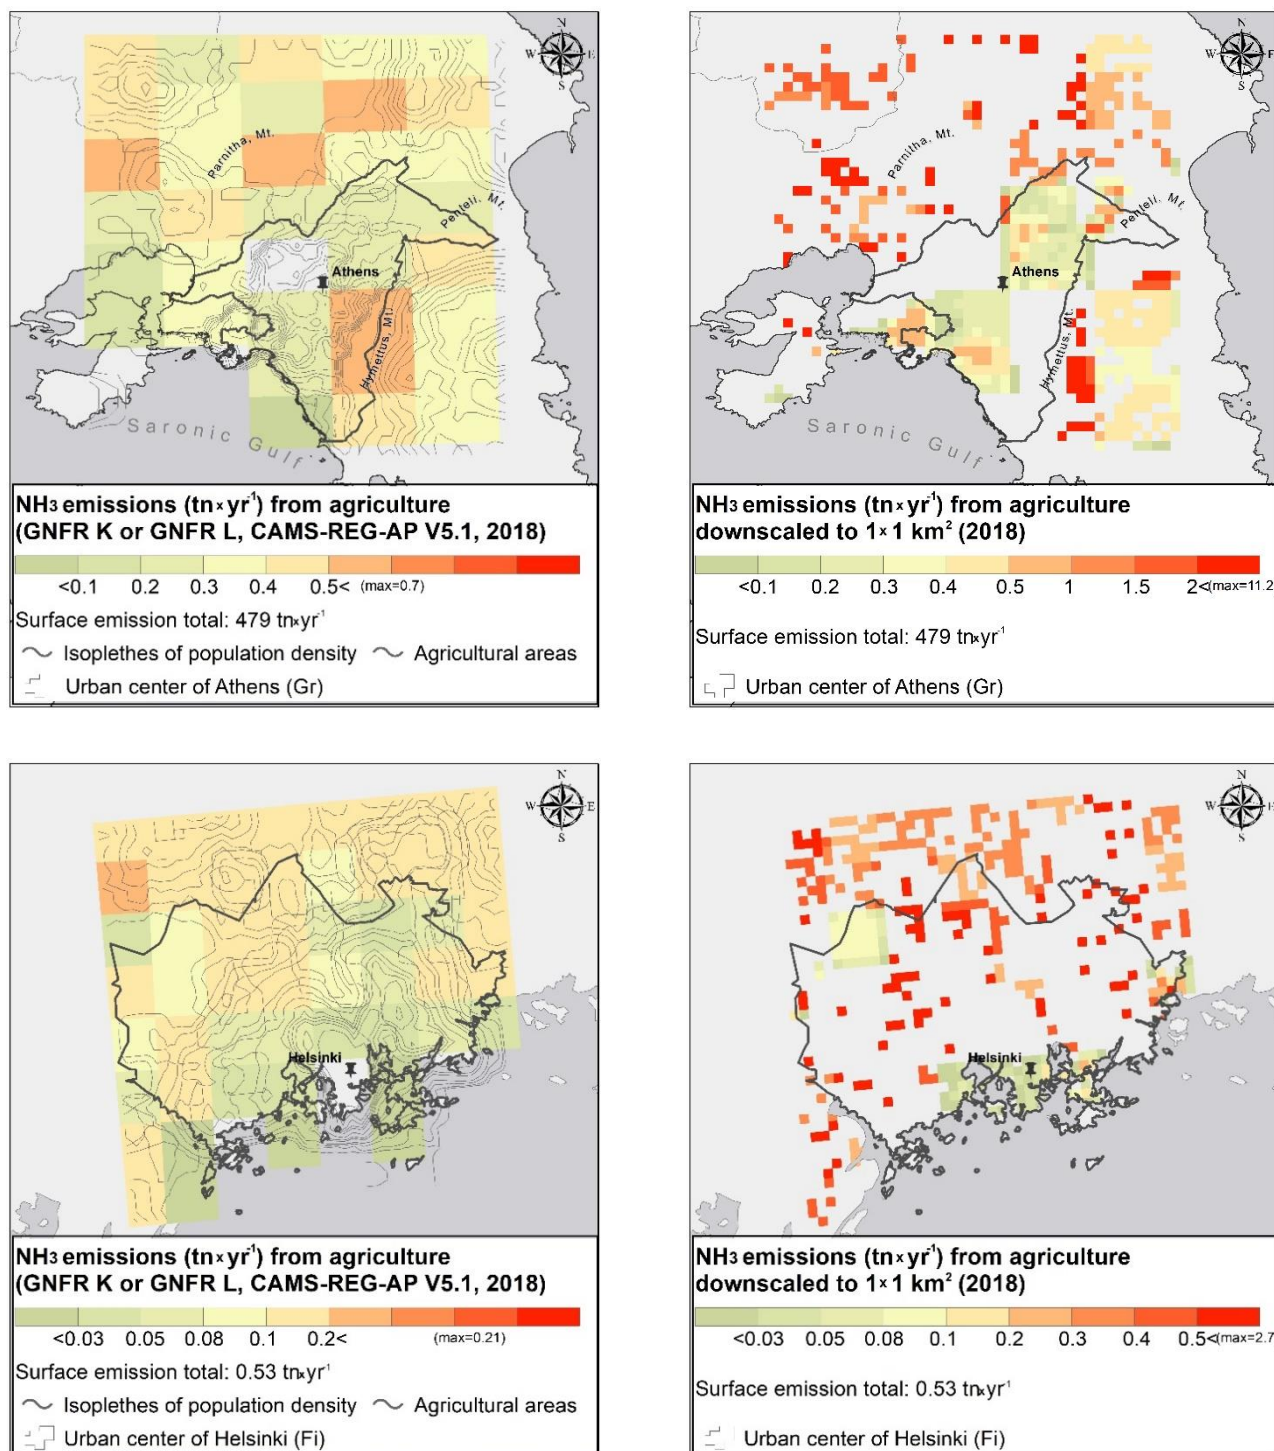 N
W E
S
Parnitha, Mt.
Penteli, Mt.
Athens
Hymettus, Mt.
Saronic Gulf
NH3 emissions (tn×yr-1) from agriculture
(GNFR K or GNFR L, CAMS-REG-AP V5.1, 2018)
<0.1 0.2 0.3 0.4 0.5< (max=0.7)
Surface emission total: 479 tn×yr-1
Isoplethes of population density Agricultural areas
Urban center of Athens (Gr)
N
W E
S
Parnitha, Mt.
Penteli, Mt.
Athens
Hymettus, Mt.
Saronic Gulf
NH3 emissions (tn×yr-1) from agriculture
downscaled to 1×1 km2 (2018)
<0.1 0.2 0.3 0.4 0.5 1 1.5 2<(max=11.2
Surface emission total: 479 tn×yr-1
Urban center of Athens (Gr)
N
W E
S
Helsinki
NH3 emissions (tn×yr-1) from agriculture
(GNFR K or GNFR L, CAMS-REG-AP V5.1, 2018)
<0.03 0.05 0.08 0.1 0.2< (max=0.21)
Surface emission total: 0.53 tn×yr-1
Isoplethes of population density Agricultural areas
Urban center of Helsinki (Fi)
N
W E
S
Helsinki
NH3 emissions (tn×yr-1) from agriculture
downscaled to 1×1 km2 (2018)
<0.03 0.05 0.08 0.1 0.2 0.3 0.4 0.5<(max=2.7
Surface emission total: 0.53 tn×yr-1
Urban center of Helsinki (Fi)